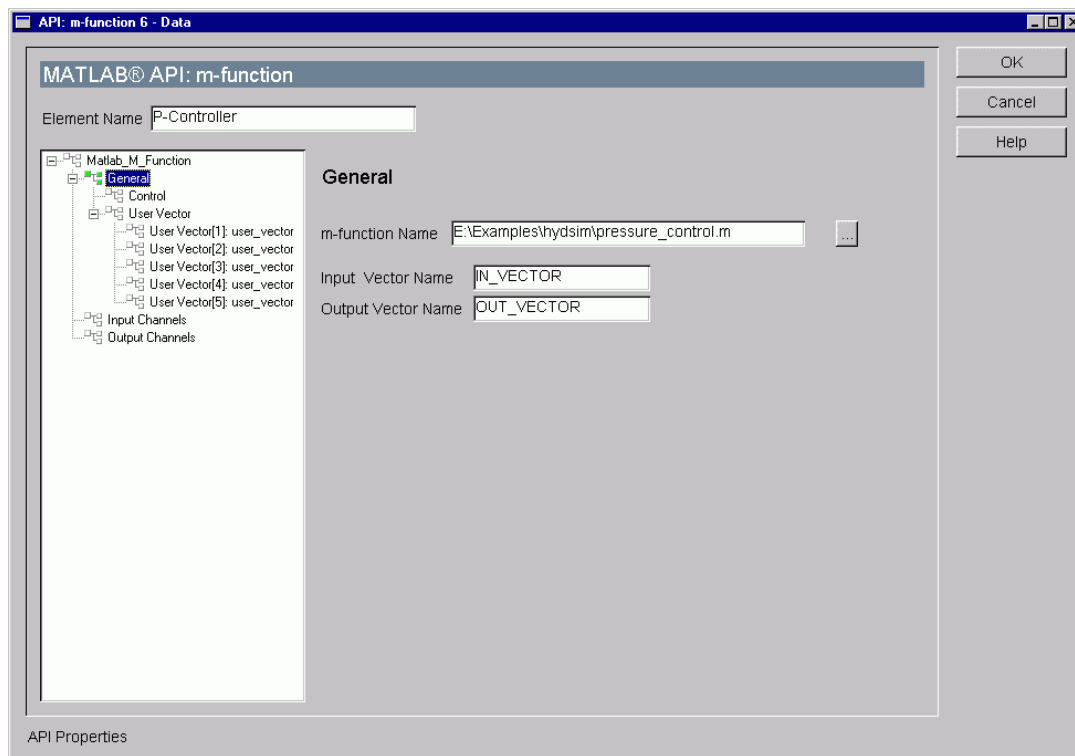 API: m-function 6 - Data
MATLAB® API: m-function
OK
Cancel
Help
Element Name P-Controller
Matlab_M_Function
General
Control
User Vector
User Vector[1]: user_vector
User Vector[2]: user_vector
User Vector[3]: user_vector
User Vector[4]: user_vector
User Vector[5]: user_vector
Input Channels
Output Channels
General
m-function Name E:\Examples\hydsim\pressure_control.m ...
Input Vector Name IN_VECTOR
Output Vector Name OUT_VECTOR
API Properties